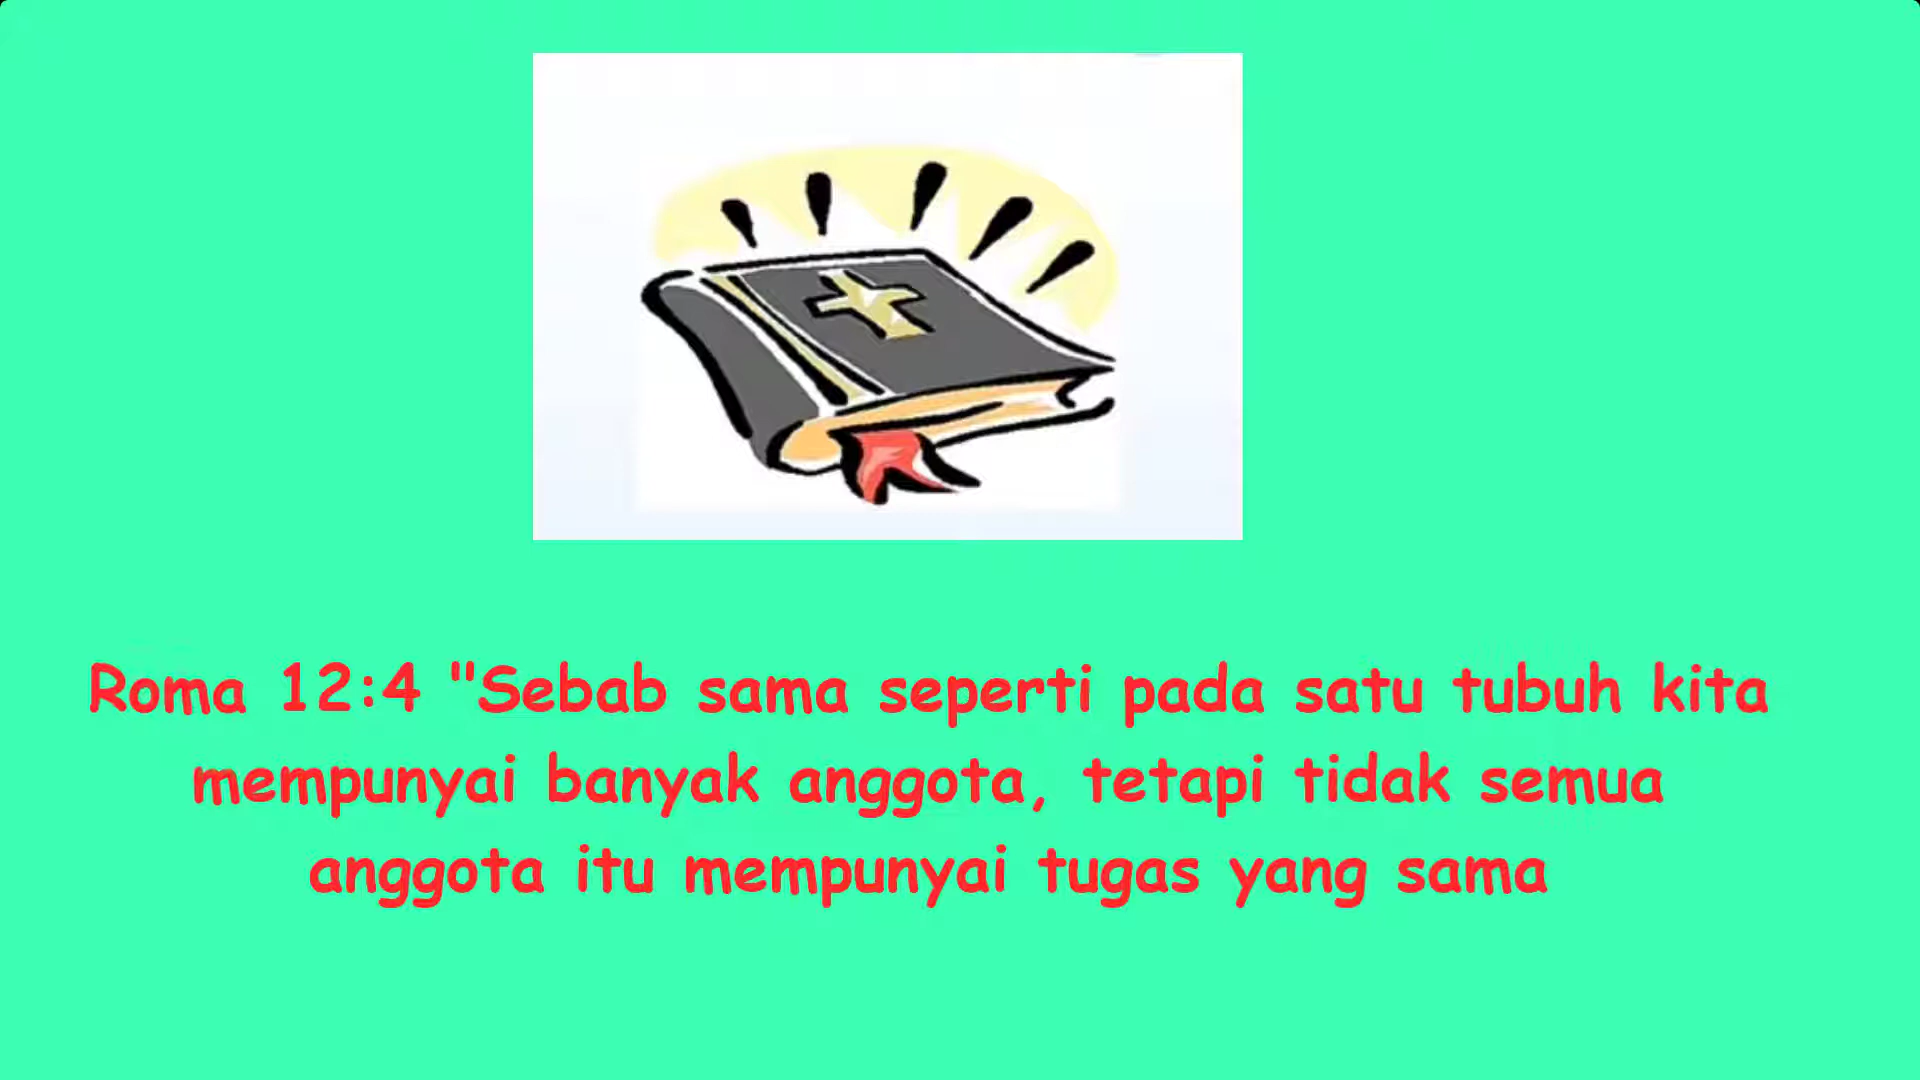 Roma 12:4 "Sebab sama seperti pada satu tubuh kita
mempunyai banyak anggota, tetapi tidak semua
anggota itu mempunyai tugas yang sama